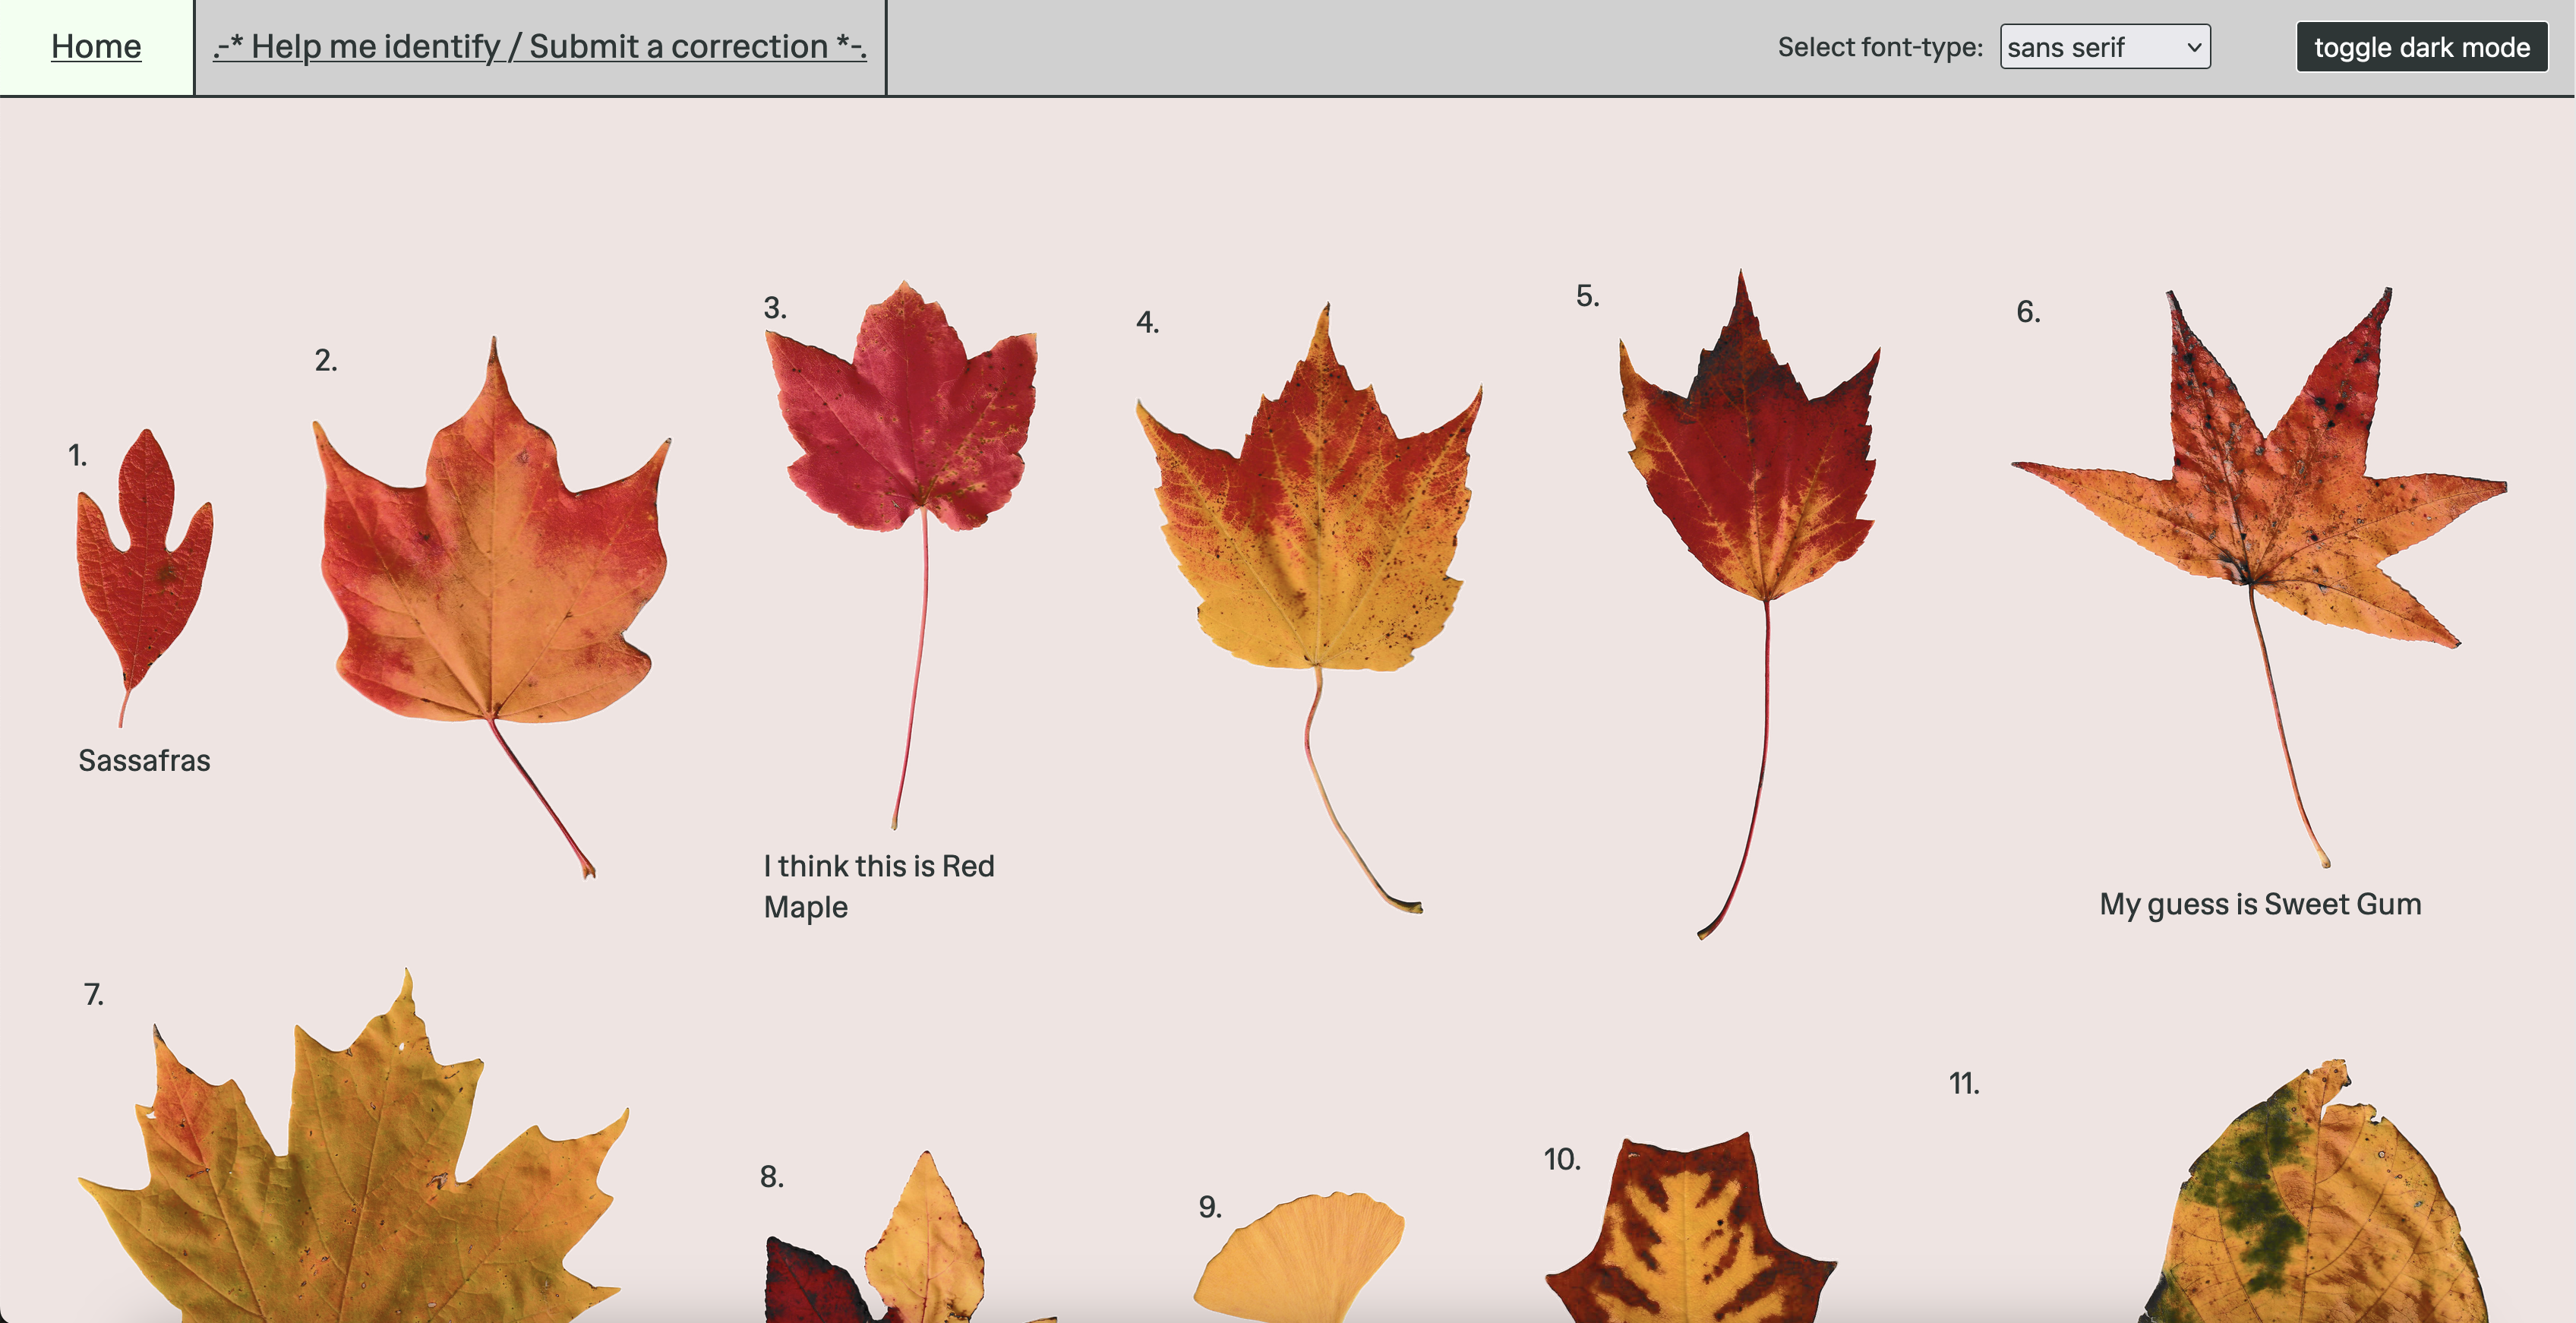 Home
.-* Help me identify / Submit a correction *-.
Select font-type:
sans serif
toggle dark mode
1.
Sassafras
2.
3.
I think this is Red
Maple
4.
5.
6.
My guess is Sweet Gum
7.
8.
9.
10.
11.